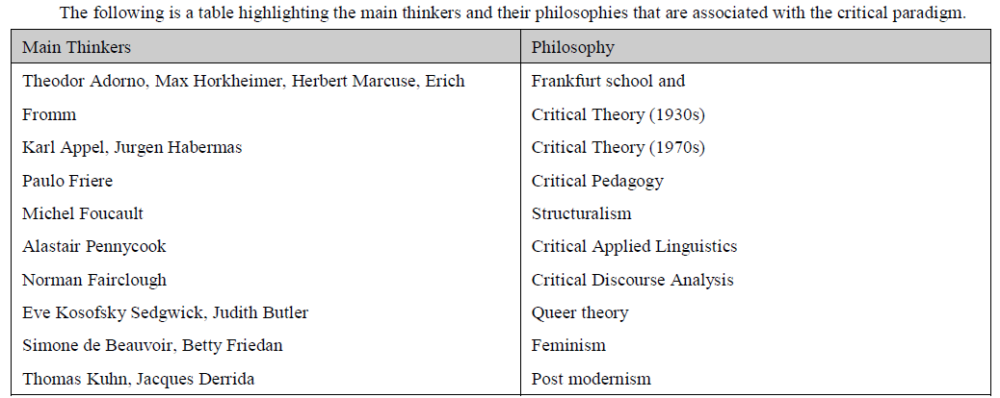 The following is a table highlighting the main thinkers and their philosophies that are associated with the critical paradigm.
Main Thinkers Philosophy
Theodor Adorno, Max Horkheimer, Herbert Marcuse, Erich Frankfurt school and
Fromm Critical Theory (1930s)
Karl Appel, Jurgen Habermas Critical Theory (1970s)
Paulo Friere Critical Pedagogy
Michel Foucault Structuralism
Alastair Pennycook Critical Applied Linguistics
Norman Fairclough Critical Discourse Analysis
Eve Kosofsky Sedgwick, Judith Butler Queer theory
Simone de Beauvoir, Betty Friedan Feminism
Thomas Kuhn, Jacques Derrida Post modernism